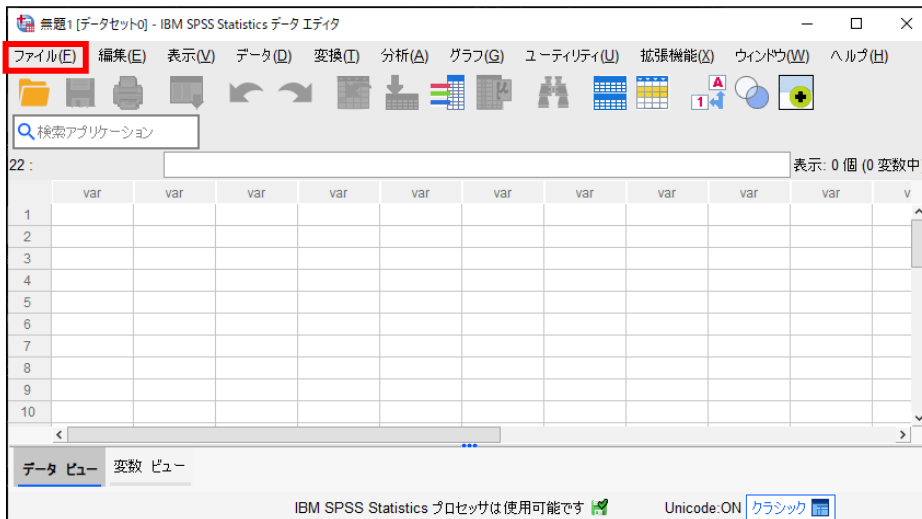 無題1 [データセット0] - IBM SPSS Statistics データ エディタ
ファイル(F) 編集(E) 表示(V) データ(D) 変換(T) 分析(A) グラフ(G) ユーティリティ(U) 拡張機能(X) ウィンドウ(W) ヘルプ(H)
μ A 1
検索アプリケーション
22 : 表示: 0 個 (0 変数中
var var var var var var var var var v
1
2
3
4
5
6
7
8
9
10
データ ビュー 変数 ビュー
IBM SPSS Statistics プロセッサは使用可能です Unicode:ON クラシック